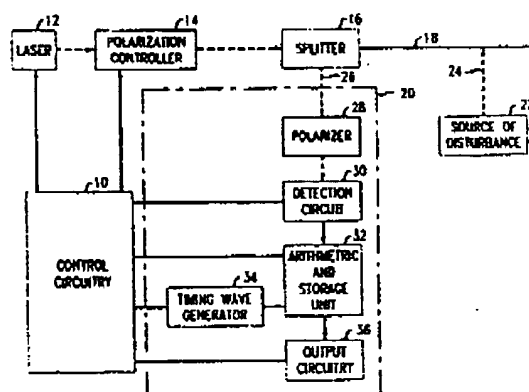 12
14
16
LASER
POLARIZATION
CONTROLLER
SPLITTER
18
26
24
20
22
28
POLARIZER
SOURCE OF
DISTURBANCE
10
30
DETECTION
CIRCUIT
CONTROL
CIRCUITRY
32
ARITHMETRIC
AND
STORAGE
UNIT
34
TIMING WAVE
GENERATOR
36
OUTPUT
CIRCUITRY